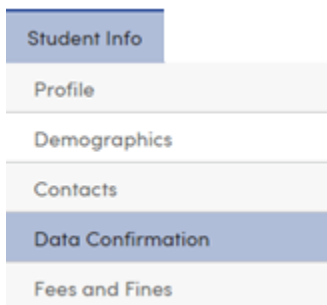 Student Info
Profile
Demographics
Contacts
Data Confirmation
Fees and Fines